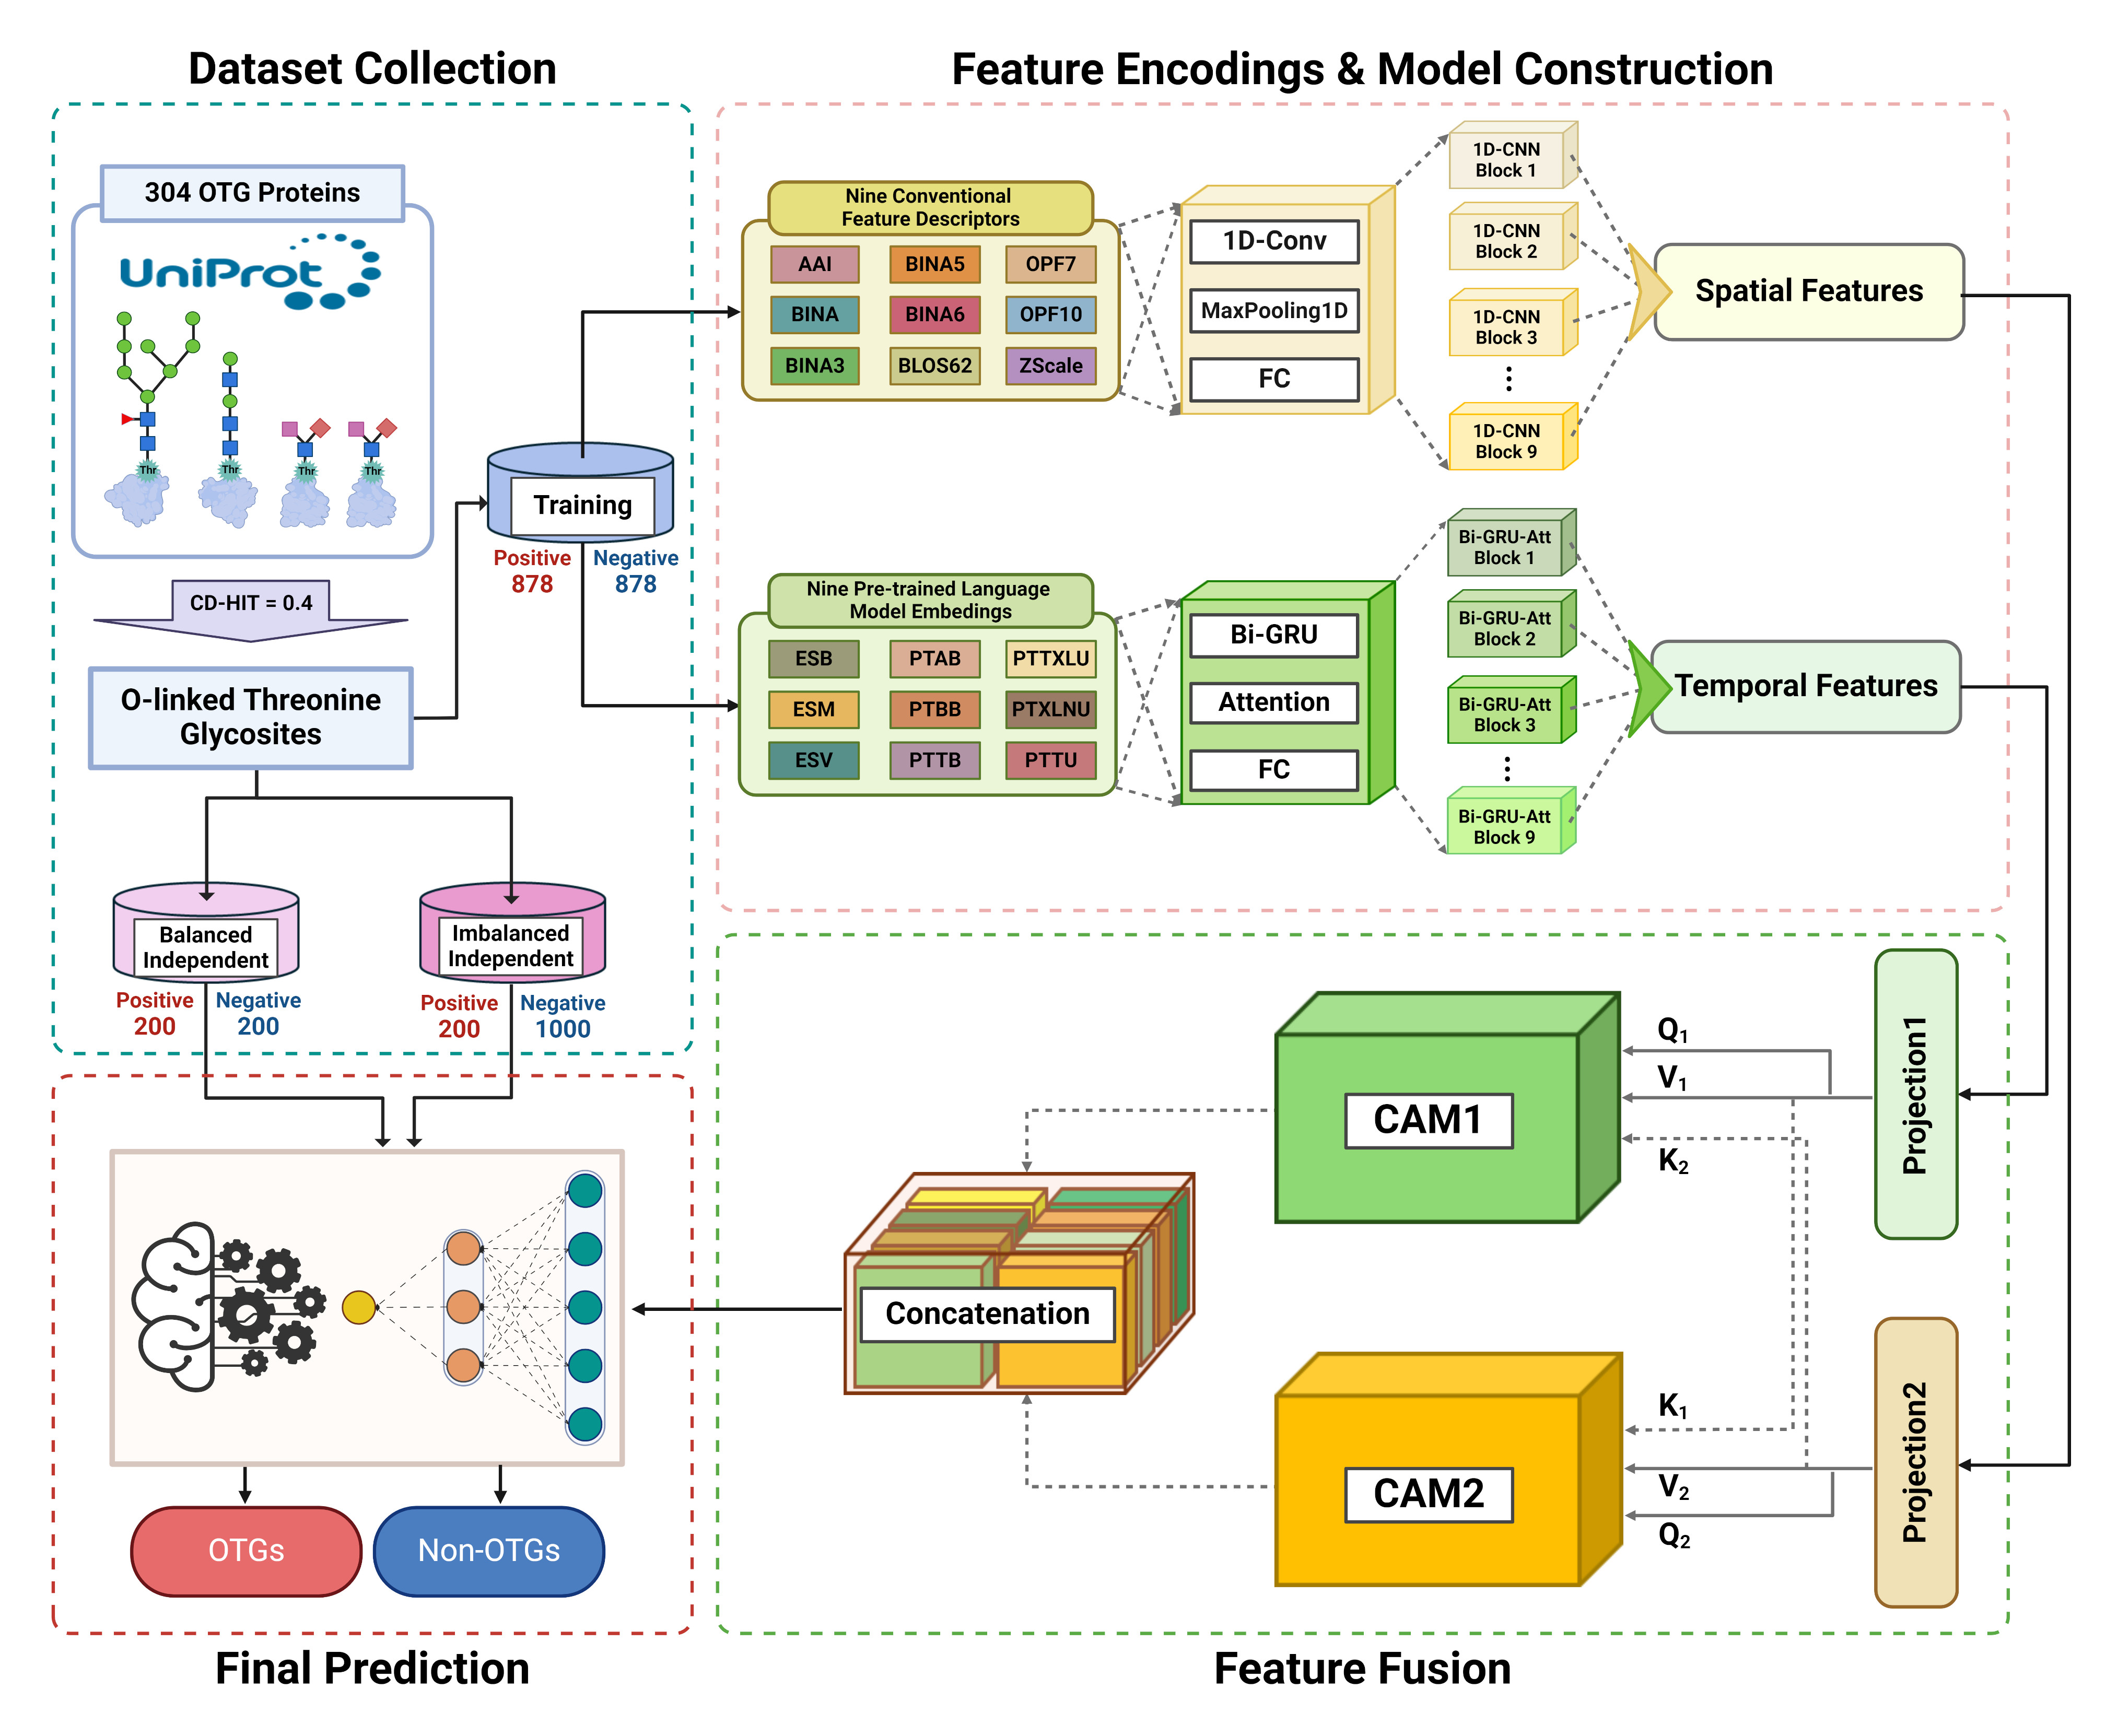 Dataset Collection
304 OTG Proteins
UniProt
Thr
Thr
Thr
Thr
CD-HIT = 0.4
O-linked Threonine
Glycosites
Training
Positive
878
Negative
878
Balanced
Independent
Positive
200
Negative
200
Imbalanced
Independent
Positive
200
Negative
1000
Feature Encodings & Model Construction
Nine Conventional
Feature Descriptors
AAI
BINA5
OPF7
BINA
BINA6
OPF10
BINA3
BLOS62
ZScale
1D-Conv
MaxPooling1D
FC
1D-CNN
Block 1
1D-CNN
Block 2
1D-CNN
Block 3
1D-CNN
Block 9
Spatial Features
Nine Pre-trained Language
Model Embedings
ESB
PTAB
PTTXLU
ESM
PTBB
PTXLNU
ESV
PTTB
PTTU
Bi-GRU
Attention
FC
Bi-GRU-Att
Block 1
Bi-GRU-Att
Block 2
Bi-GRU-Att
Block 3
Bi-GRU-Att
Block 9
Temporal Features
Projection1
Q1
V1
K2
CAM1
Projection2
K1
V2
Q2
CAM2
Concatenation
Feature Fusion
OTGs
Non-OTGs
Final Prediction